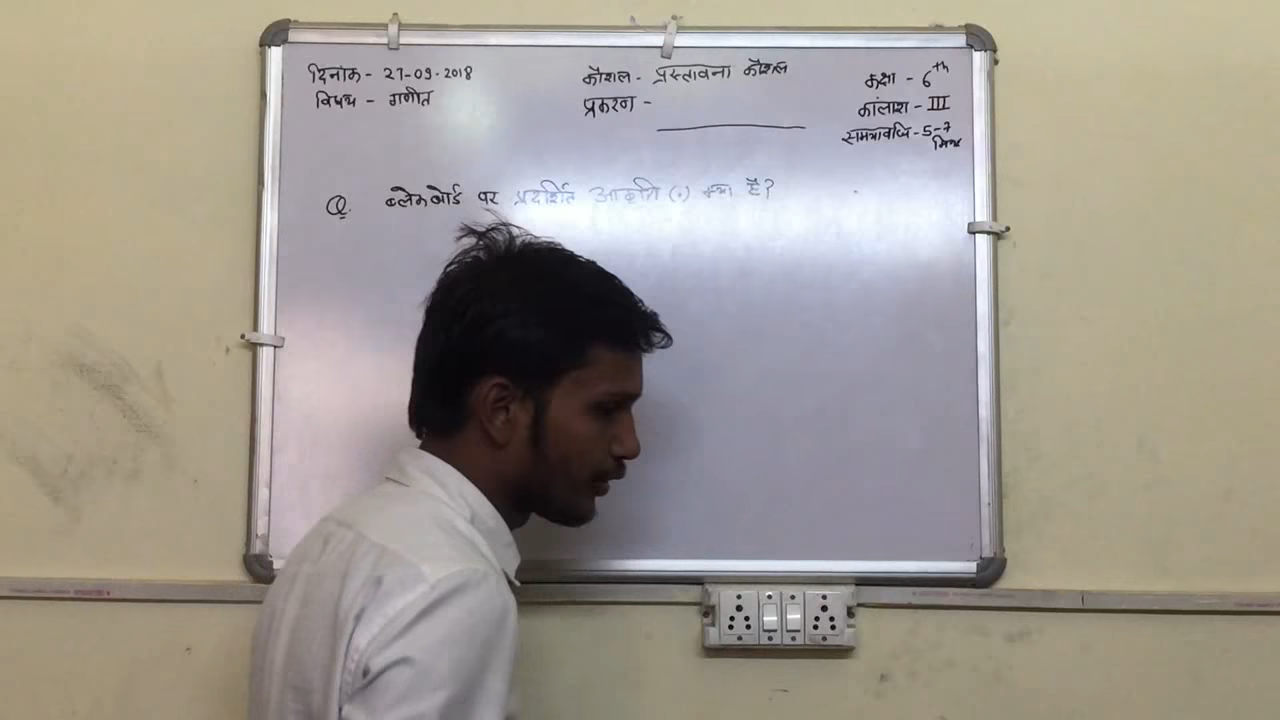 दिनांक - 27-09-2018
विषय - गणीत
कौशल - प्रस्तावना कौशल
प्रकरण -
कक्षा - 6th
कालांश - III
समयावधि - 5-7
मिनट
Q. ब्लेकबोर्ड पर प्रदर्शित आकृति (.) क्या है?